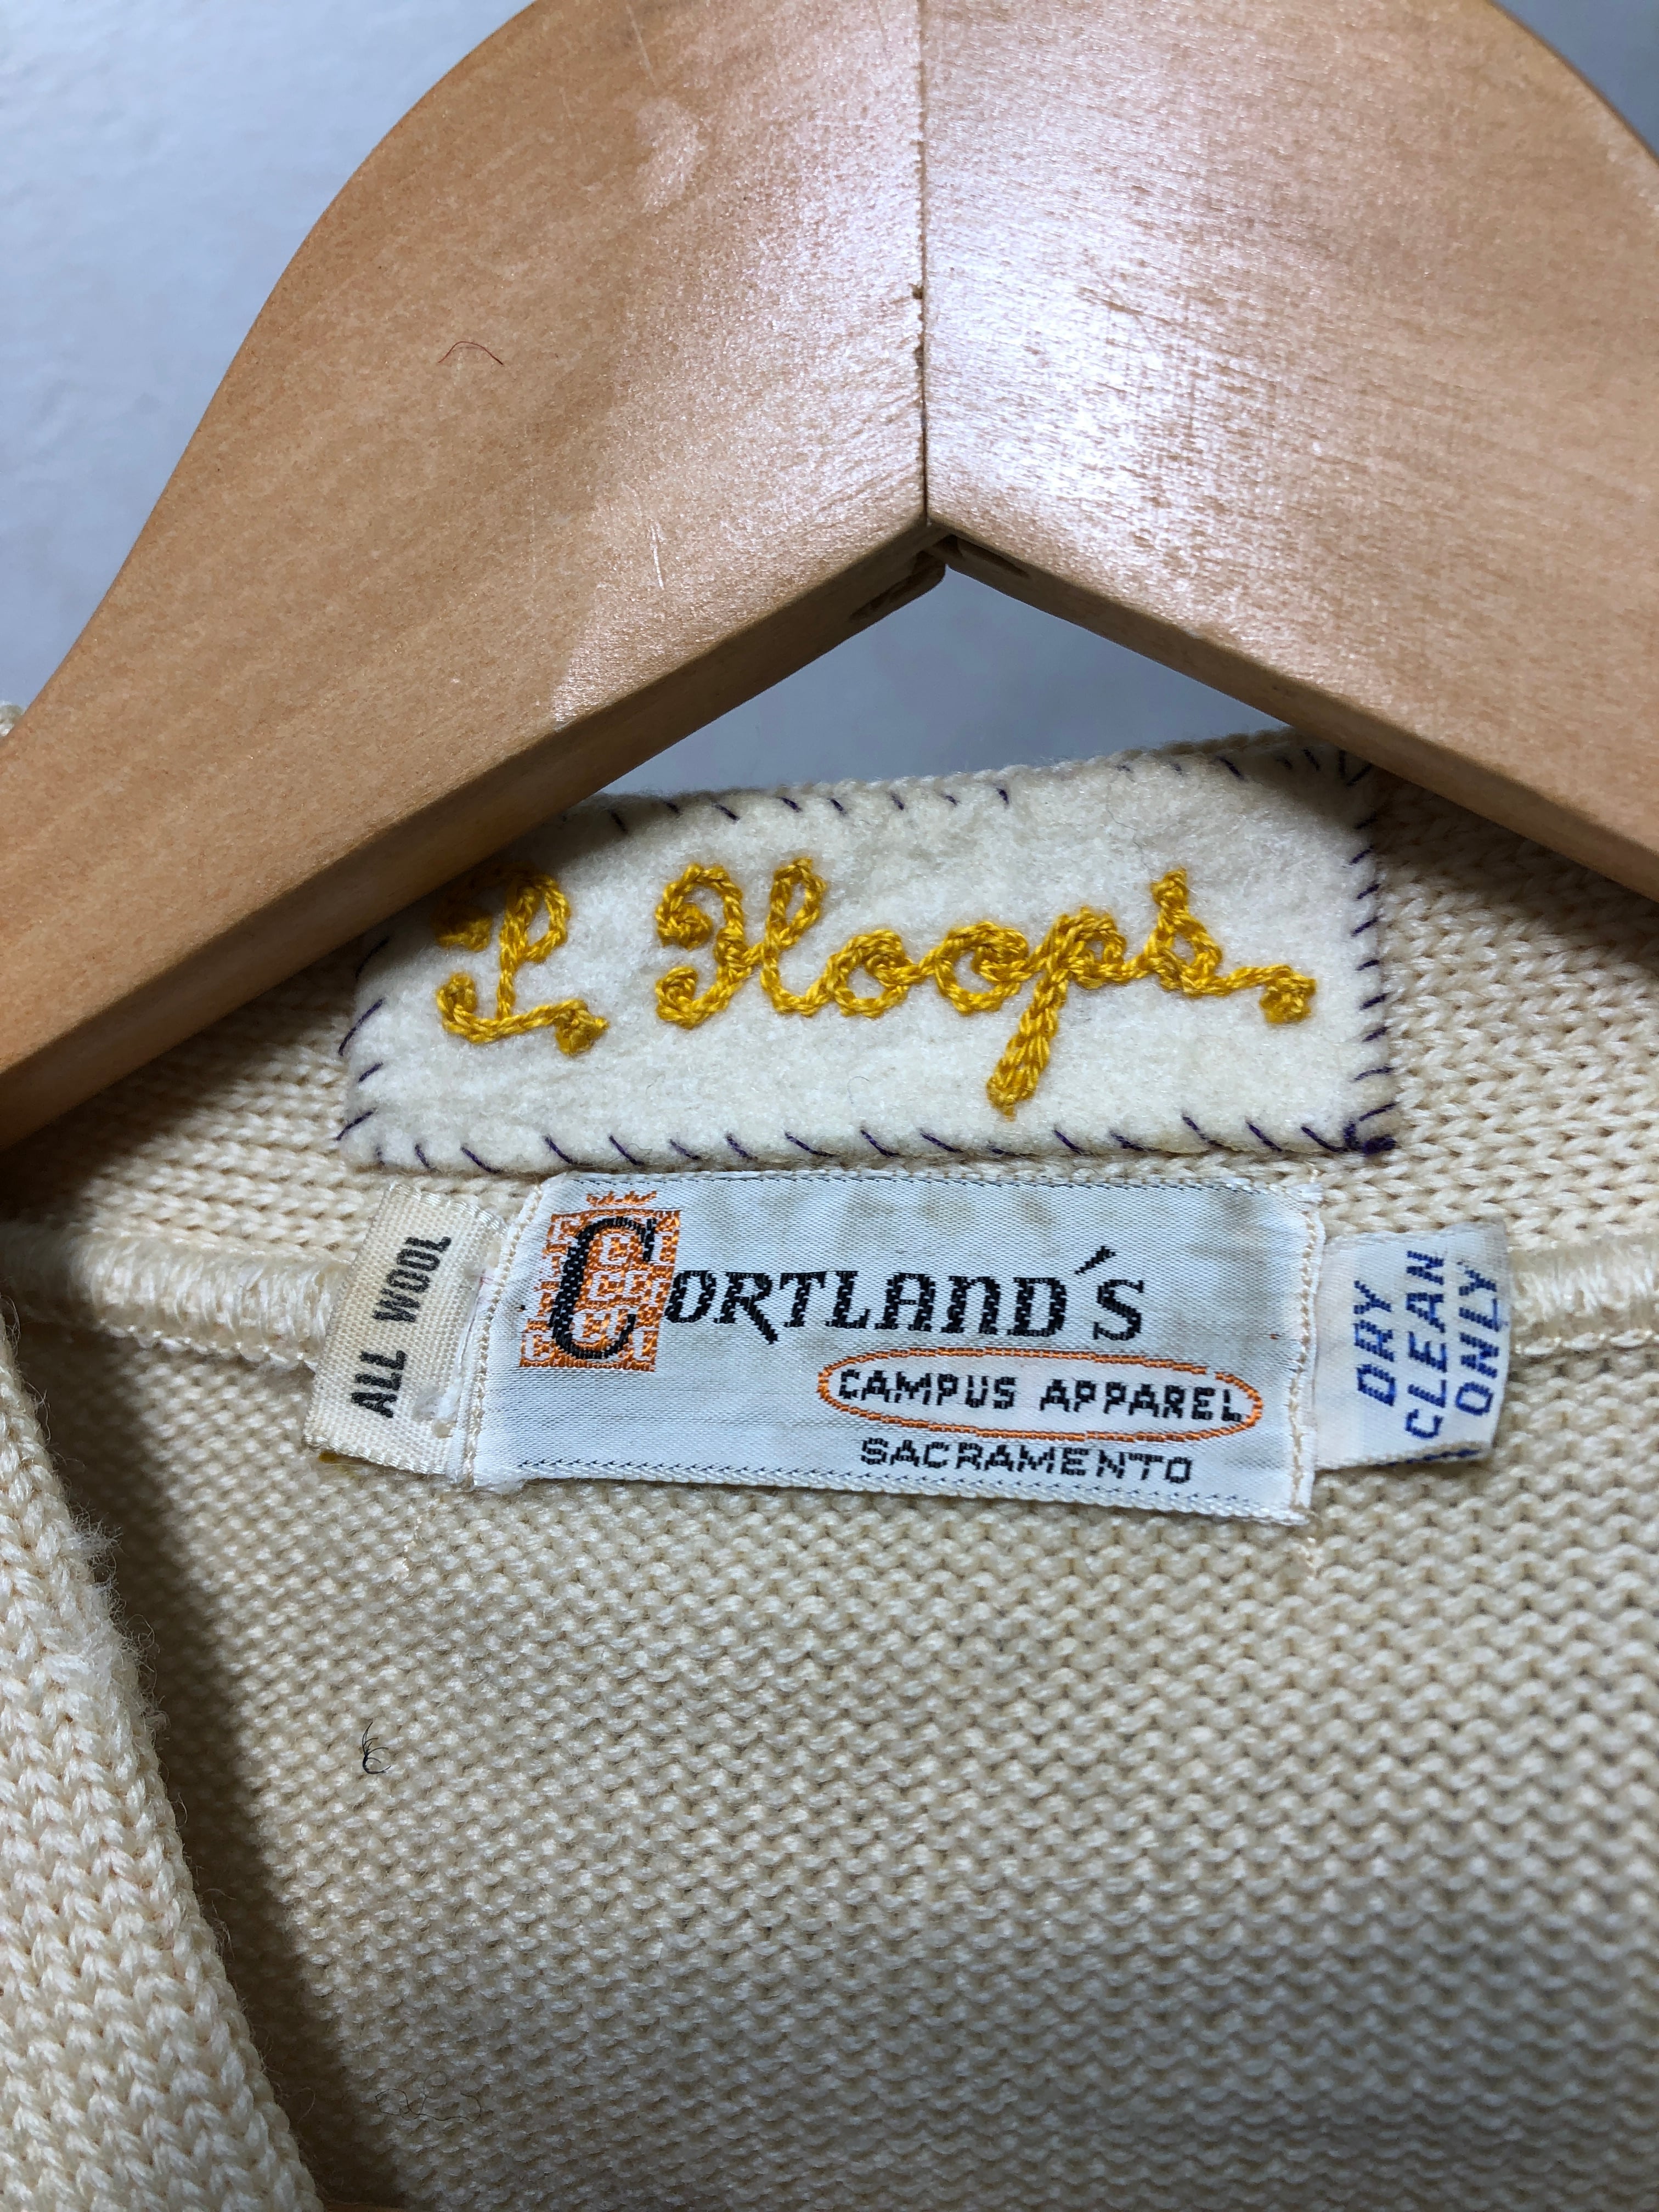 L. Hoops.
ALL WOOL
CORTLAND'S
CAMPUS APPAREL
SACRAMENTO
DRY
CLEAN
ONLY